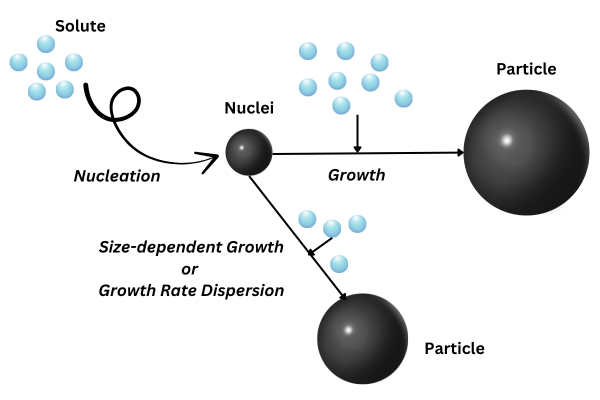 Solute
Particle
Nuclei
Nucleation
Growth
Size-dependent Growth
or
Growth Rate Dispersion
Particle